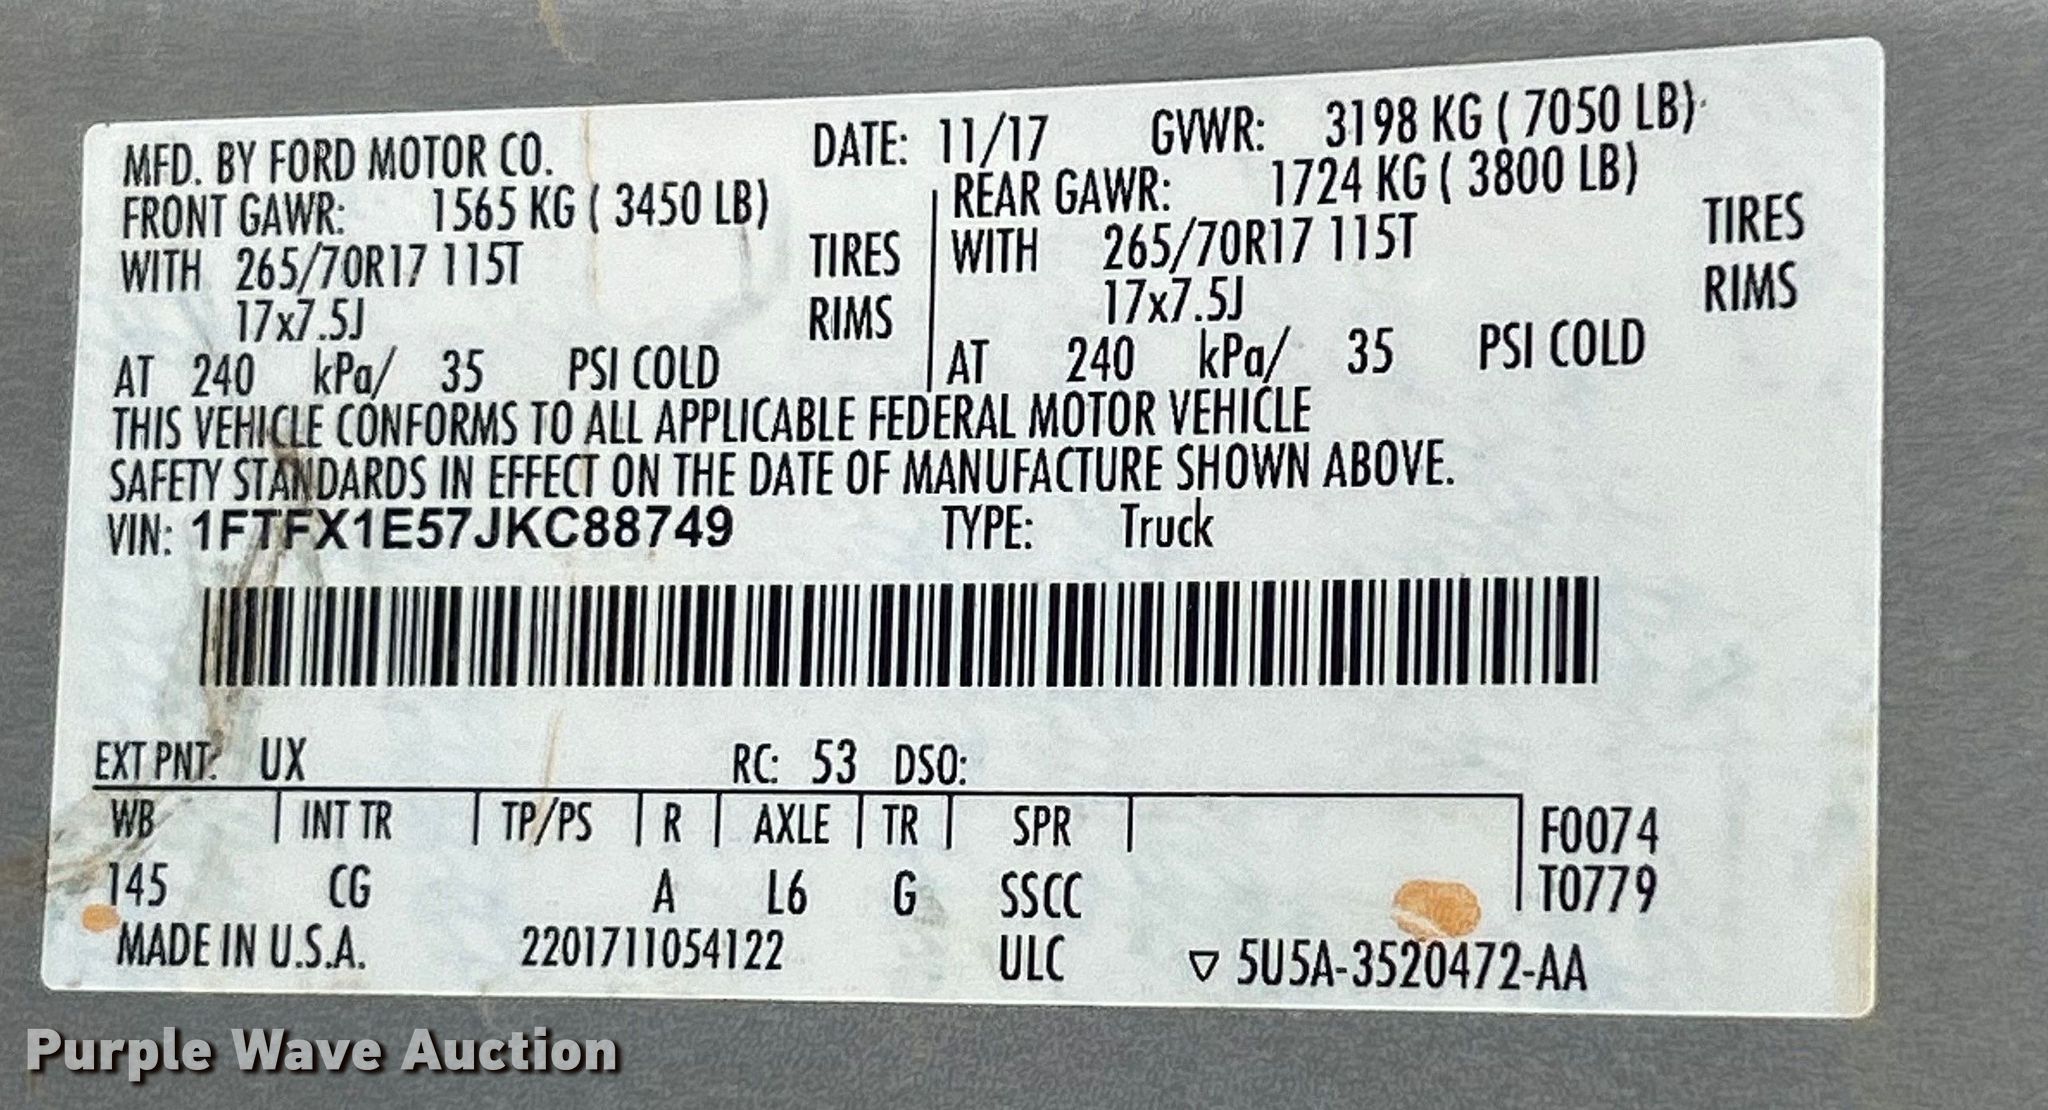 MFD. BY FORD MOTOR CO. DATE: 11/17 GVWR: 3198 KG ( 7050 LB)
FRONT GAWR: 1565 KG ( 3450 LB) REAR GAWR: 1724 KG ( 3800 LB)
WITH 265/70R17 115T TIRES WITH 265/70R17 115T TIRES
17x7.5J RIMS 17x7.5J RIMS
AT 240 kPa/ 35 PSI COLD AT 240 kPa/ 35 PSI COLD
THIS VEHICLE CONFORMS TO ALL APPLICABLE FEDERAL MOTOR VEHICLE
SAFETY STANDARDS IN EFFECT ON THE DATE OF MANUFACTURE SHOWN ABOVE.
VIN: 1FTFX1E57JKC88749 TYPE: Truck
EXT PNT: UX RC: 53 DSO:
WB INT TR TP/PS R AXLE TR SPR F0074
145 CG A L6 G SSCC T0779
MADE IN U.S.A. 2201711054122 ULC ▽ 5U5A-3520472-AA
Purple Wave Auction